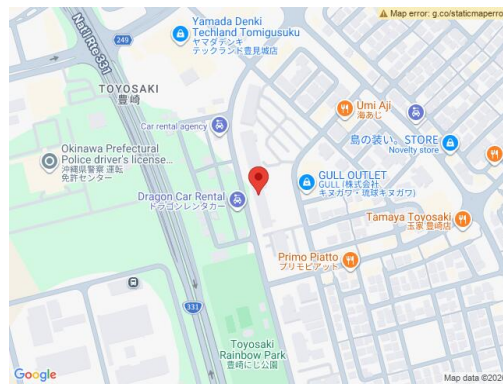 Map error: g.co/staticmaperro
Yamada Denki
Techland Tomigusuku
ヤマダデンキ
テックランド豊見城店
Nat'l Rte 331
249
TOYOSAKI
豊崎
Umi Aji
海あじ
Car rental agency
島の装い。STORE
Novelty store
Okinawa Prefectural
Police driver's license...
沖縄県警察 運転
免許センター
GULL OUTLET
GULL (株式会社
キヌガワ・琉球キヌガワ)
Dragon Car Rental
ドラゴンレンタカー
Tamaya Toyosaki
玉家 豊崎店
Primo Piatto
プリモピアット
331
Toyosaki
Rainbow Park
豊崎にじ公園
Google
Map data ©202